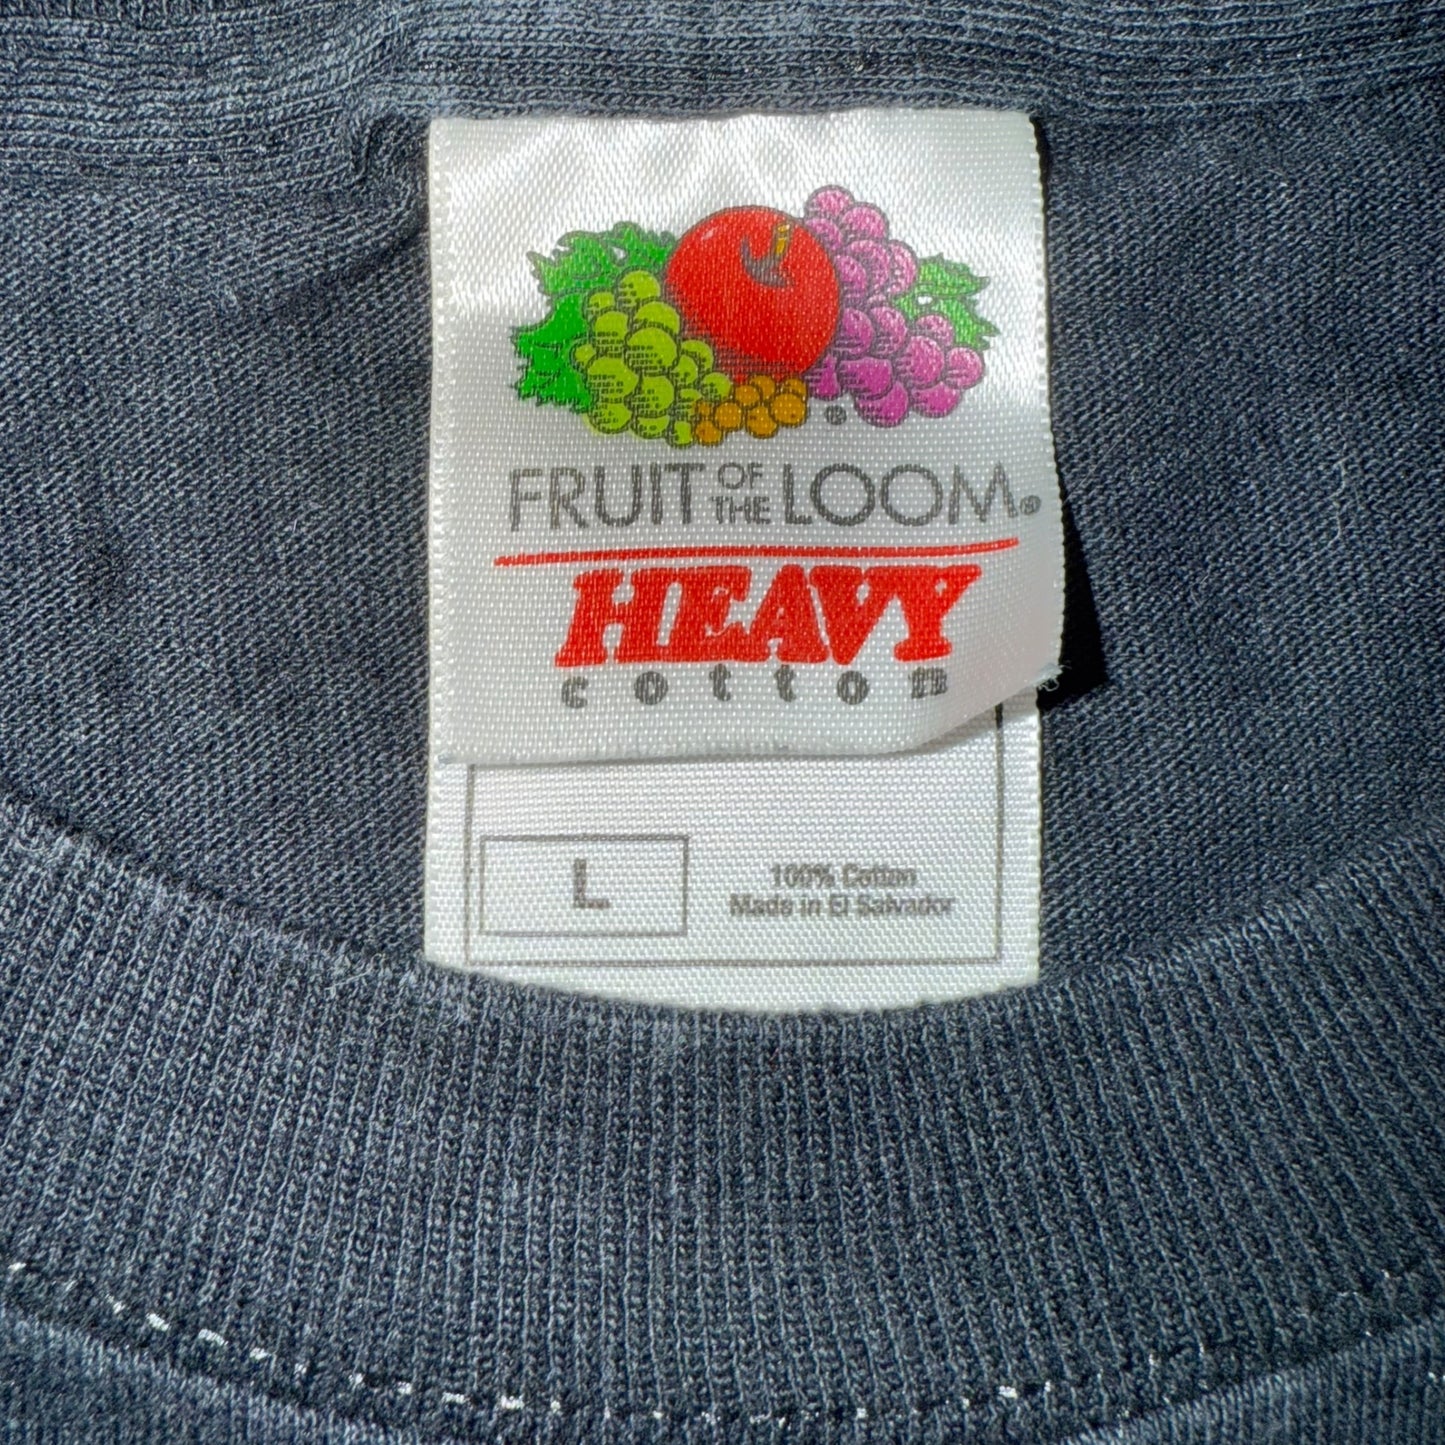 ®
FRUIT OF THE LOOM®
HEAVY
cotton
L
100% Cotton
Made in El Salvador